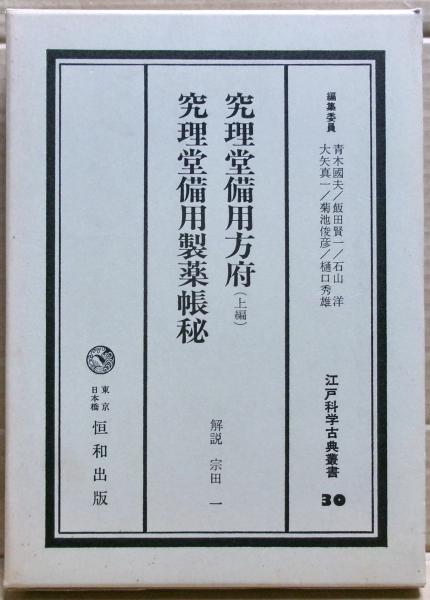 編集委員
青木國夫／飯田賢一／石山　洋
大矢真一／菊池俊彦／樋口秀雄
江戸科学古典叢書
30
究理堂備用方府（上編）
究理堂備用製薬帳秘
解説　宗田　一
東京
日本橋
恒和出版